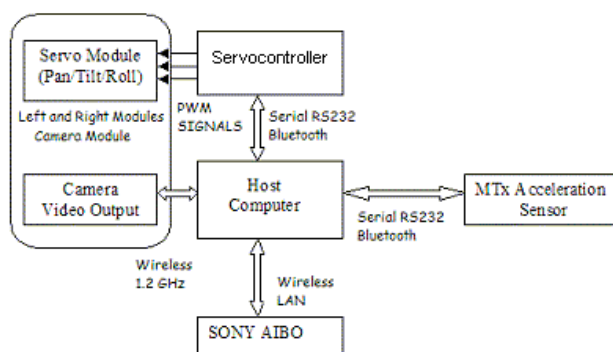 Servo Module
(Pan/Tilt/Roll)
Left and Right Modules
Camera Module
Servocontroller
PWM
SIGNALS
Serial RS232
Bluetooth
Camera
Video Output
Host
Computer
MTx Acceleration
Sensor
Serial RS232
Bluetooth
Wireless
1.2 GHz
Wireless
LAN
SONY AIBO